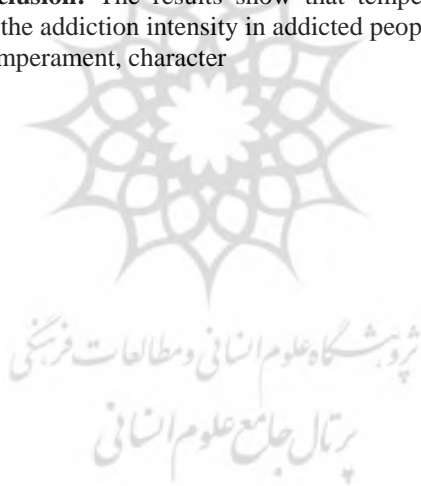 clusion: The results show that tempe
the addiction intensity in addicted peop
mperament, character
پژوهشگاه علوم انسانی و مطالعات فرهنگی
پرتال جامع علوم انسانی